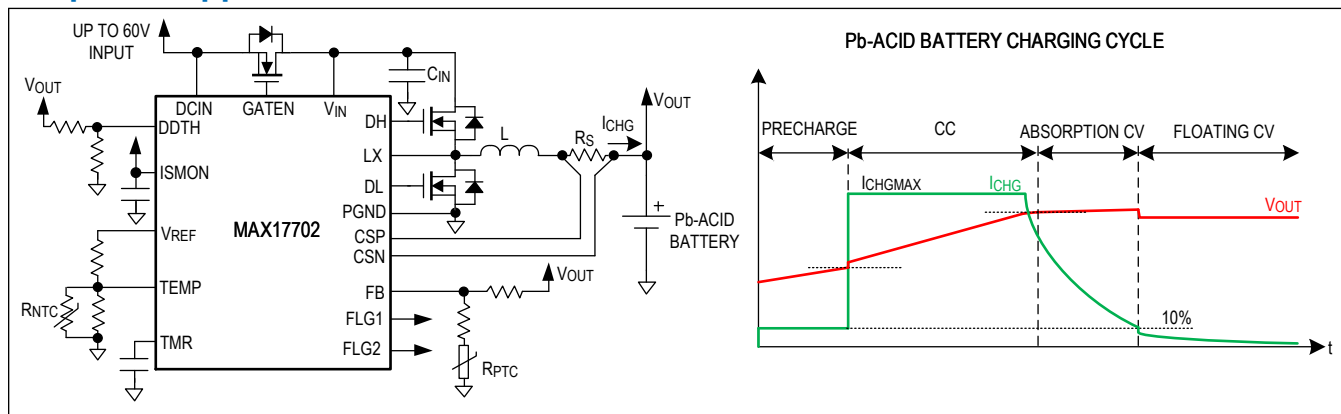 UP TO 60V
INPUT
VOUT
DCIN
GATEN
VIN
CIN
DDTH
ISMON
VREF
TEMP
TMR
RNTC
MAX17702
DH
LX
DL
PGND
CSP
CSN
FB
FLG1
FLG2
L
RS
ICHG
VOUT
+
Pb-ACID
BATTERY
VOUT
RPTC
Pb-ACID BATTERY CHARGING CYCLE
PRECHARGE
CC
ABSORPTION CV
FLOATING CV
ICHGMAX
ICHG
VOUT
10%
t